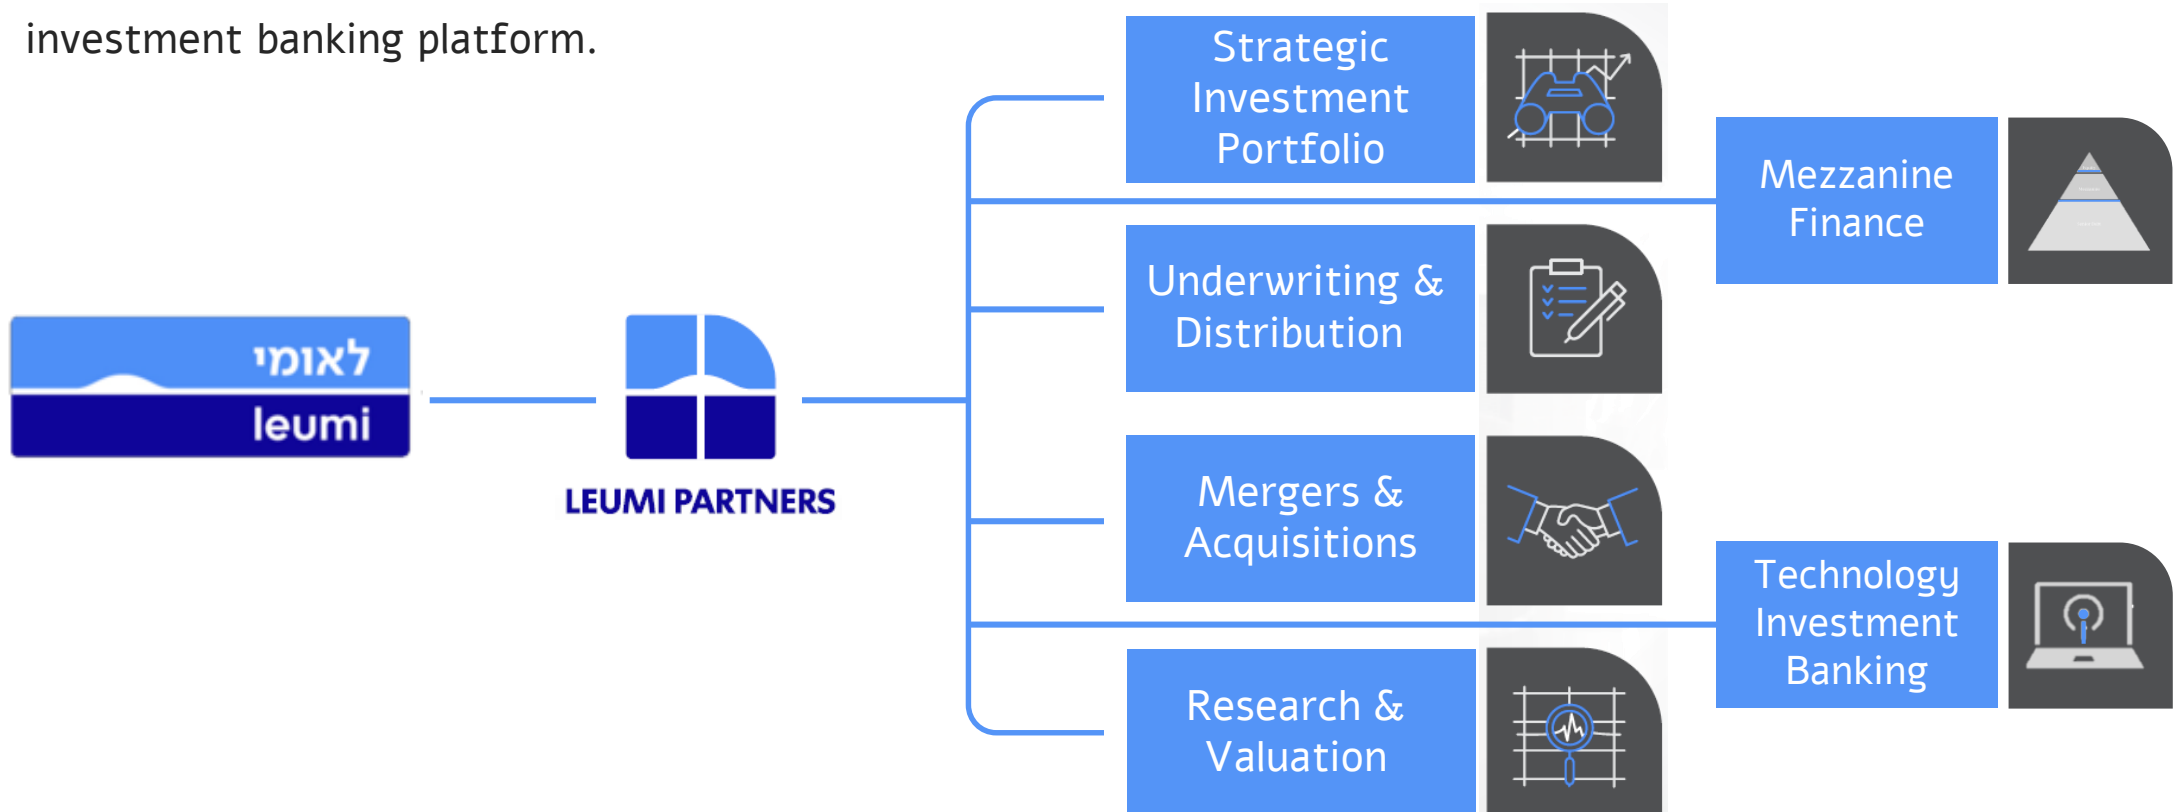 investment banking platform.
Strategic
Investment
Portfolio
Mezzanine
Finance
Underwriting &
Distribution
לאומי
leumi
LEUMI PARTNERS
Mergers &
Acquisitions
Technology
Investment
Banking
Research &
Valuation